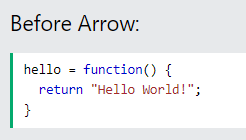 Before Arrow:
hello = function() {
  return "Hello World!";
}